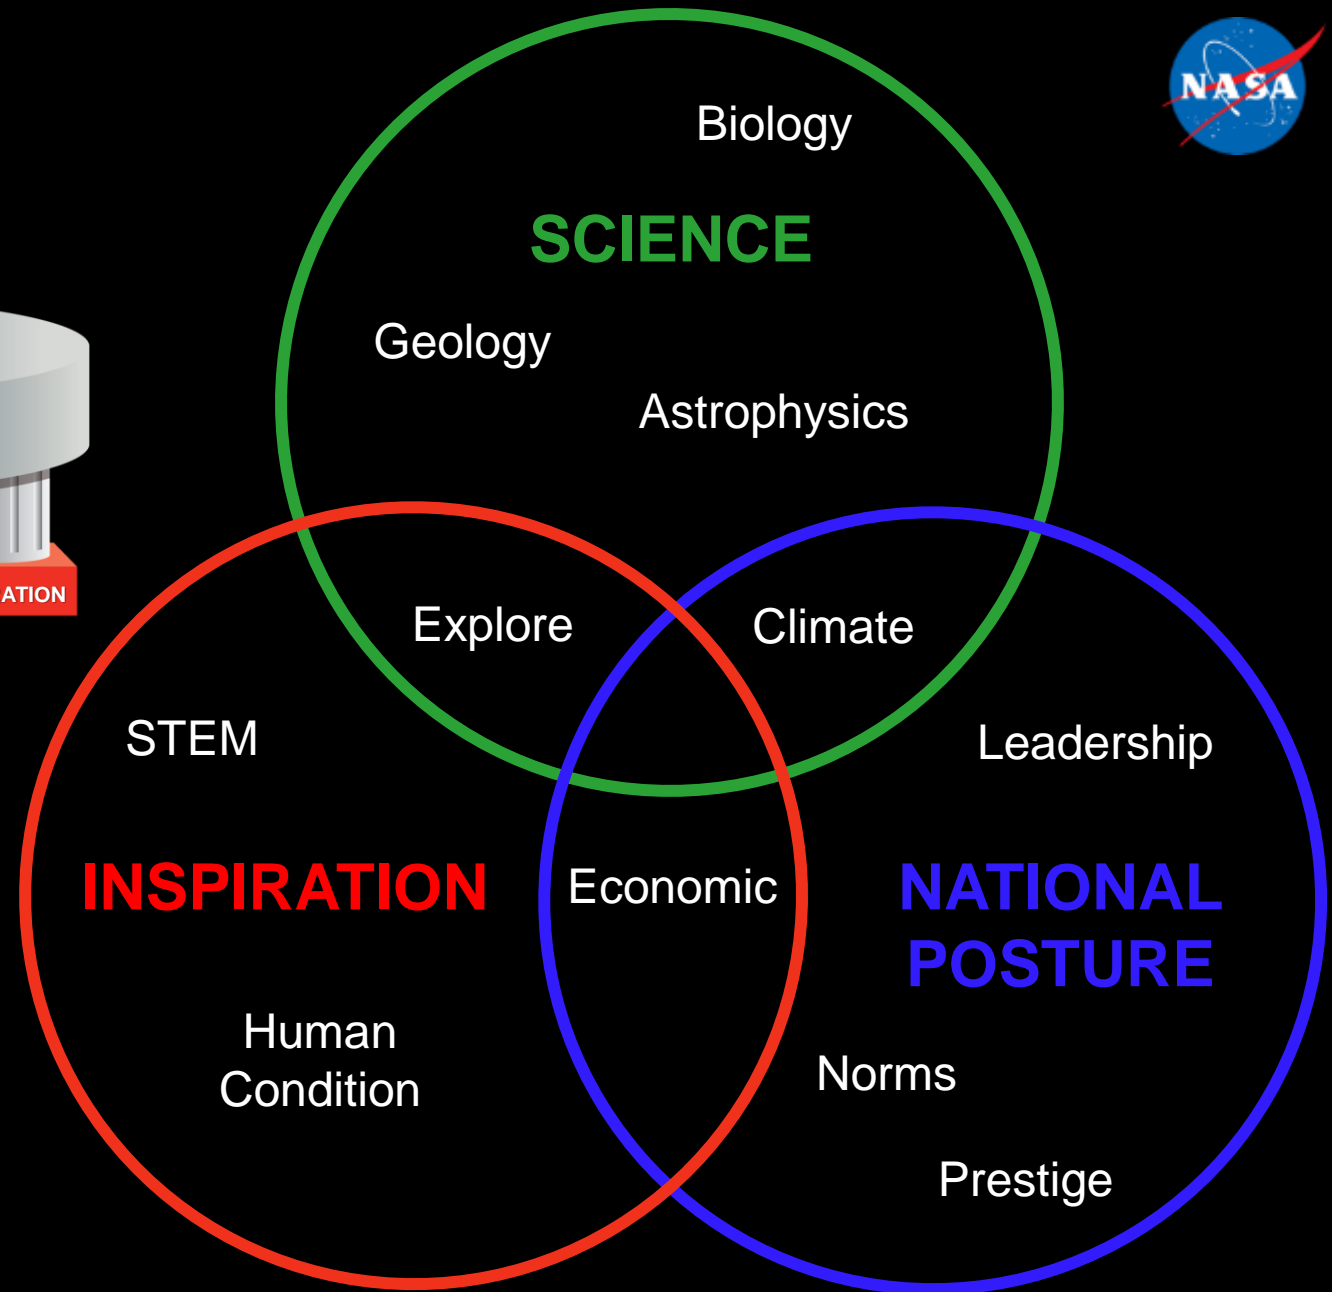 NASA
Biology
SCIENCE
Geology
Astrophysics
ATION
Explore
Climate
STEM
Leadership
INSPIRATION
Economic
NATIONAL
POSTURE
Human
Condition
Norms
Prestige